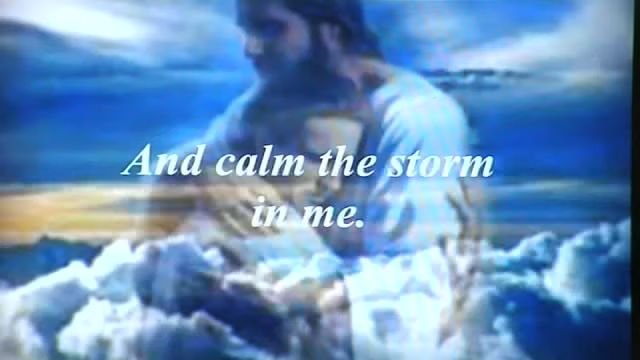 And calm the storm
in me.